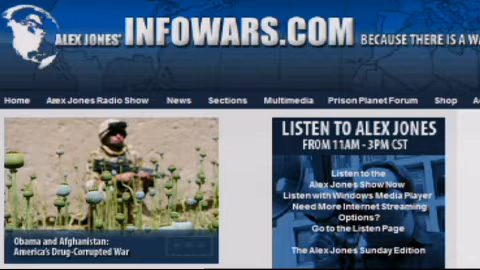 ALEX JONES' INFOWARS.COM BECAUSE THERE IS A WA
Home Alex Jones Radio Show News Sections Multimedia Prison Planet Forum Shop
LISTEN TO ALEX JONES
FROM 11AM - 3PM CST
Listen to the
Alex Jones Show Now
Listen with Windows Media Player
Need More Internet Streaming
Options?
Go to the Listen Page
The Alex Jones Sunday Edition
Obama and Afghanistan:
America's Drug-Corrupted War